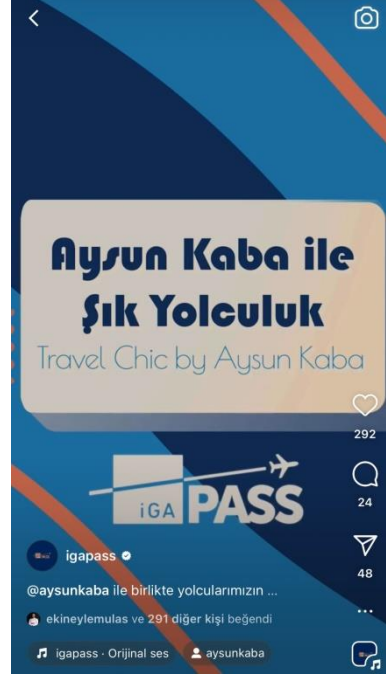 Aysun Kaba ile
Şık Yolculuk
Travel Chic by Aysun Kaba
iGA PASS
292
24
48
igapass
@aysunkaba ile birlikte yolcularımızın ...
ekineylemulas ve 291 diğer kişi beğendi
igapass · Orijinal ses
aysunkaba